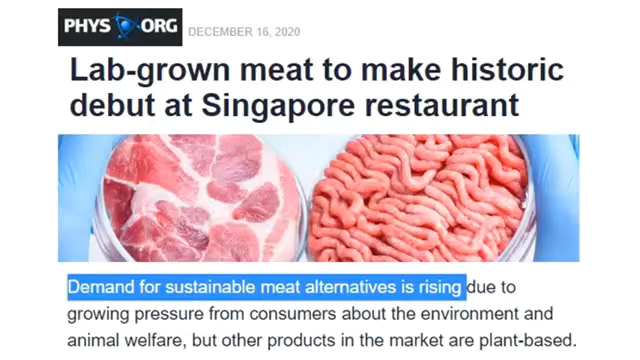 PHYS ORG DECEMBER 16, 2020
Lab-grown meat to make historic
debut at Singapore restaurant
Demand for sustainable meat alternatives is rising due to
growing pressure from consumers about the environment and
animal welfare, but other products in the market are plant-based.